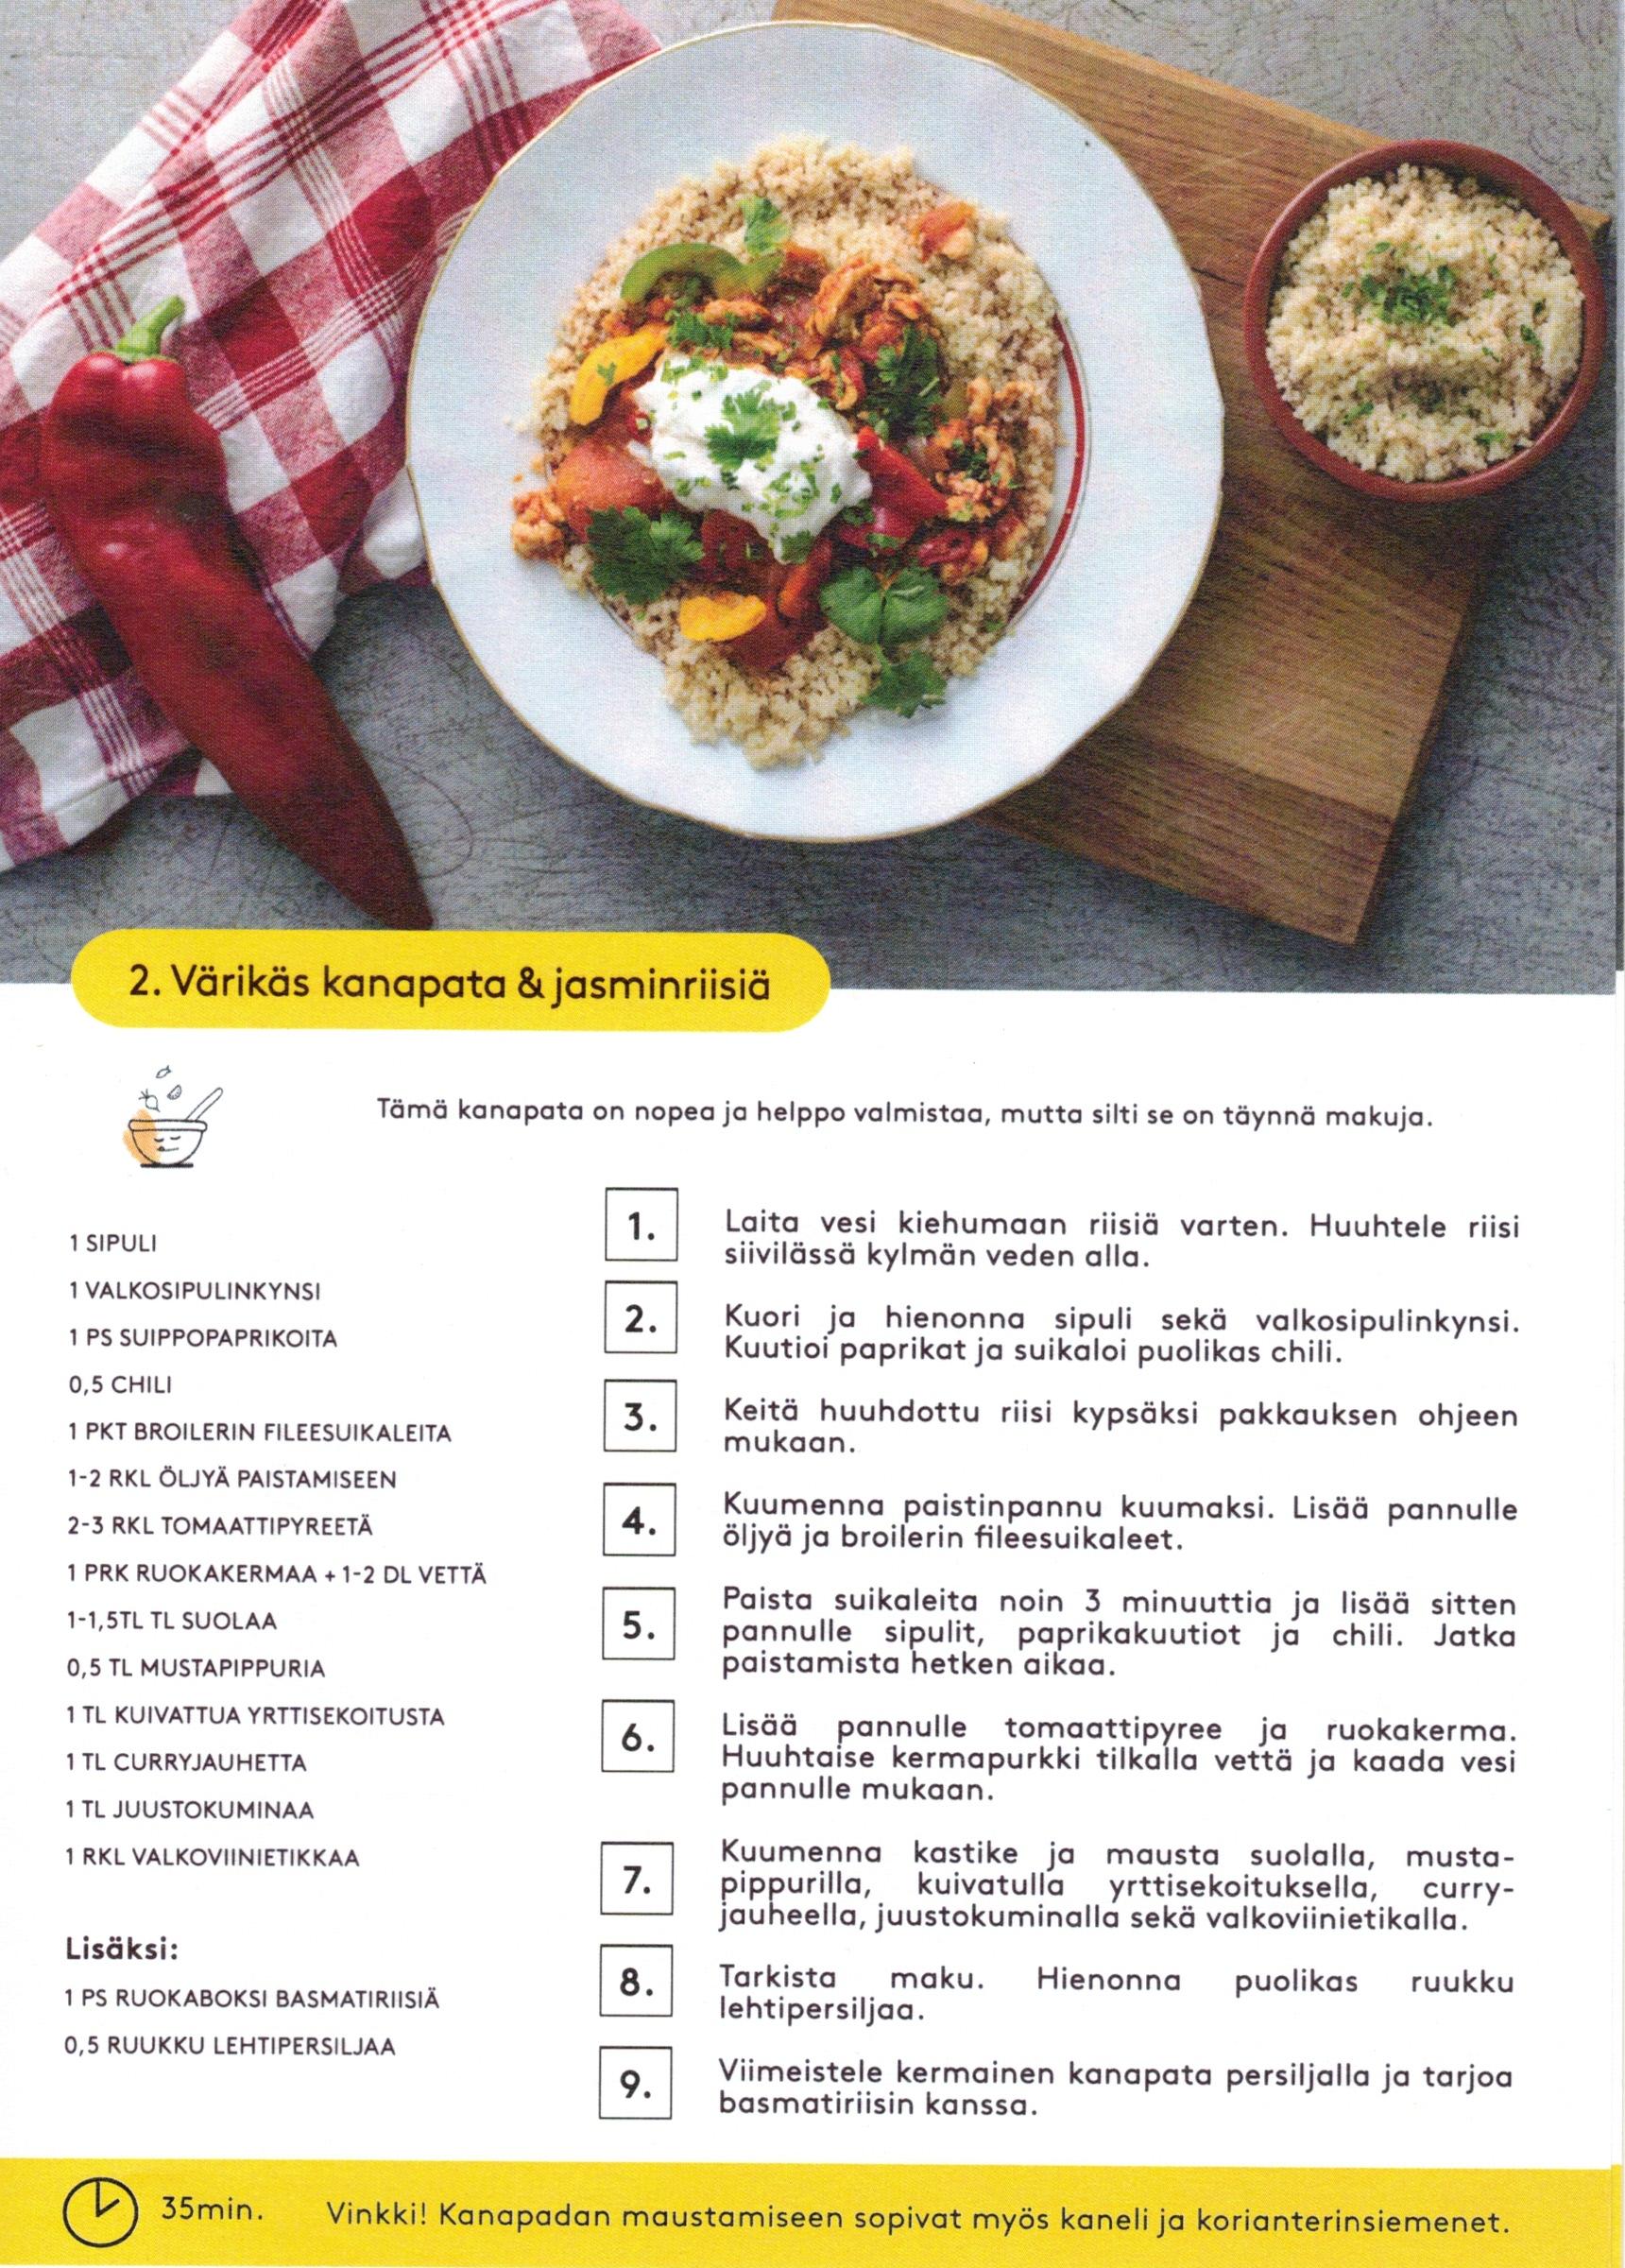 2. Värikäs kanapata & jasminriisiä
Tämä kanapata on nopea ja helppo valmistaa, mutta silti se on täynnä makuja.
1 SIPULI
1 VALKOSIPULINKYNSI
1 PS SUIPPOPAPRIKOITA
0,5 CHILI
1 PKT BROILERIN FILEESUIKALEITA
1-2 RKL ÖLJYÄ PAISTAMISEEN
2-3 RKL TOMAATTIPYREETÄ
1 PRK RUOKAKERMAA + 1-2 DL VETTÄ
1-1,5TL TL SUOLAA
0,5 TL MUSTAPIPPURIA
1 TL KUIVATTUA YRTTISEKOITUSTA
1 TL CURRYJAUHETTA
1 TL JUUSTOKUMINAA
1 RKL VALKOVIINIETIKKAA
Lisäksi:
1 PS RUOKABOKSI BASMATIRIISIÄ
0,5 RUUKKU LEHTIPERSILJAA
1. Laita vesi kiehumaan riisiä varten. Huuhtele riisi
siivilässä kylmän veden alla.
2. Kuori ja hienonna sipuli sekä valkosipulinkynsi.
Kuutioi paprikat ja suikaloi puolikas chili.
3. Keitä huuhdottu riisi kypsäksi pakkauksen ohjeen
mukaan.
4. Kuumenna paistinpannu kuumaksi. Lisää pannulle
öljyä ja broilerin fileesuikaleet.
5. Paista suikaleita noin 3 minuuttia ja lisää sitten
pannulle sipulit, paprikakuutiot ja chili. Jatka
paistamista hetken aikaa.
6. Lisää pannulle tomaattipyree ja ruokakerma.
Huuhtaise kermapurkki tilkalla vettä ja kaada vesi
pannulle mukaan.
7. Kuumenna kastike ja mausta suolalla, musta-
pippurilla, kuivatulla yrttisekoituksella, curry-
jauheella, juustokuminalla sekä valkoviinietikalla.
8. Tarkista maku. Hienonna puolikas ruukku
lehtipersiljaa.
9. Viimeistele kermainen kanapata persiljalla ja tarjoa
basmatiriisin kanssa.
35min. Vinkki! Kanapadan maustamiseen sopivat myös kaneli ja korianterinsiemenet.